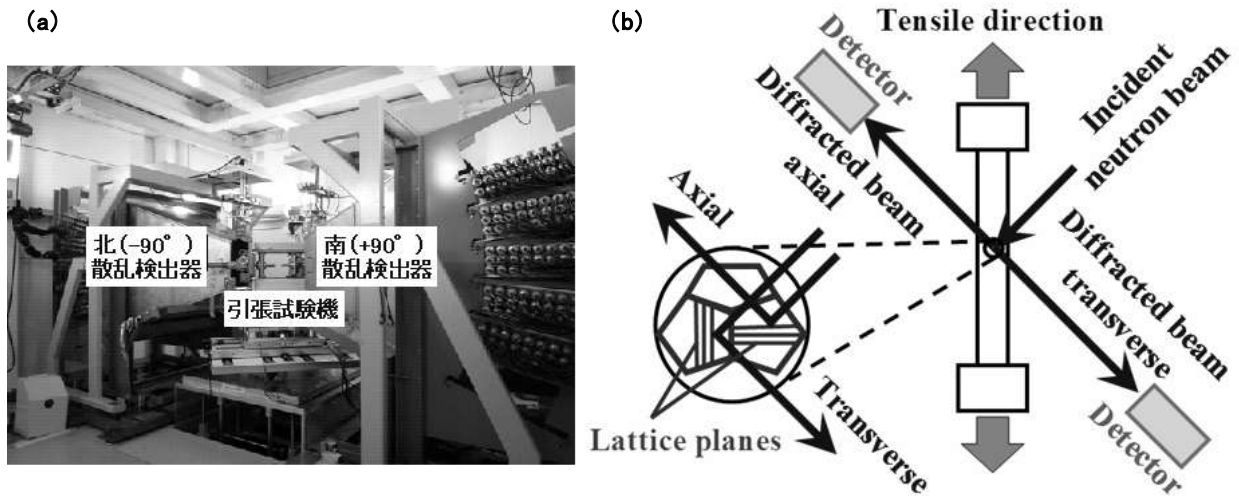 (a)
北(-90°)
散乱検出器
南(+90°)
散乱検出器
引張試験機
(b)
Tensile direction
Detector
Diffracted beam
axial
Incident
neutron beam
Axial
Diffracted beam
transverse
Transverse
Lattice planes
Detector